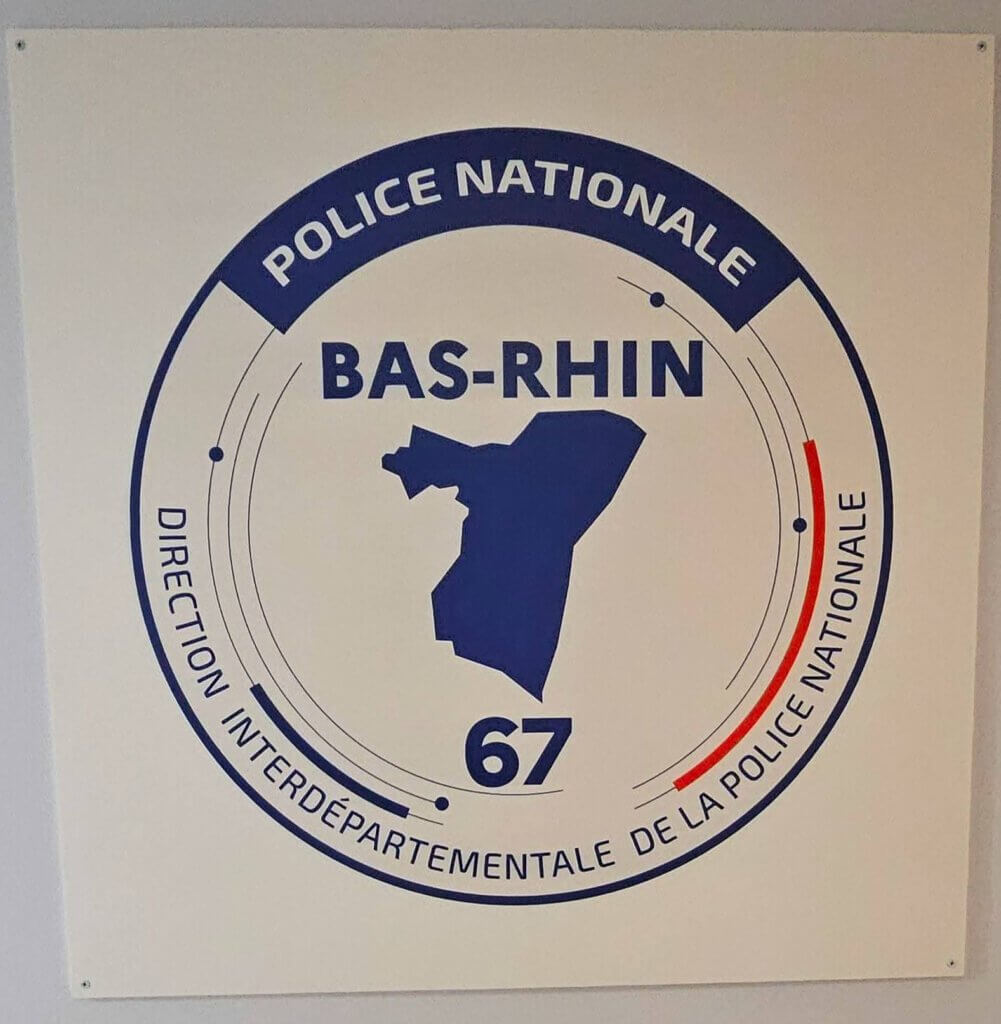 POLICE NATIONALE
BAS-RHIN
67
DIRECTION INTERDÉPARTEMENTALE DE LA POLICE NATIONALE